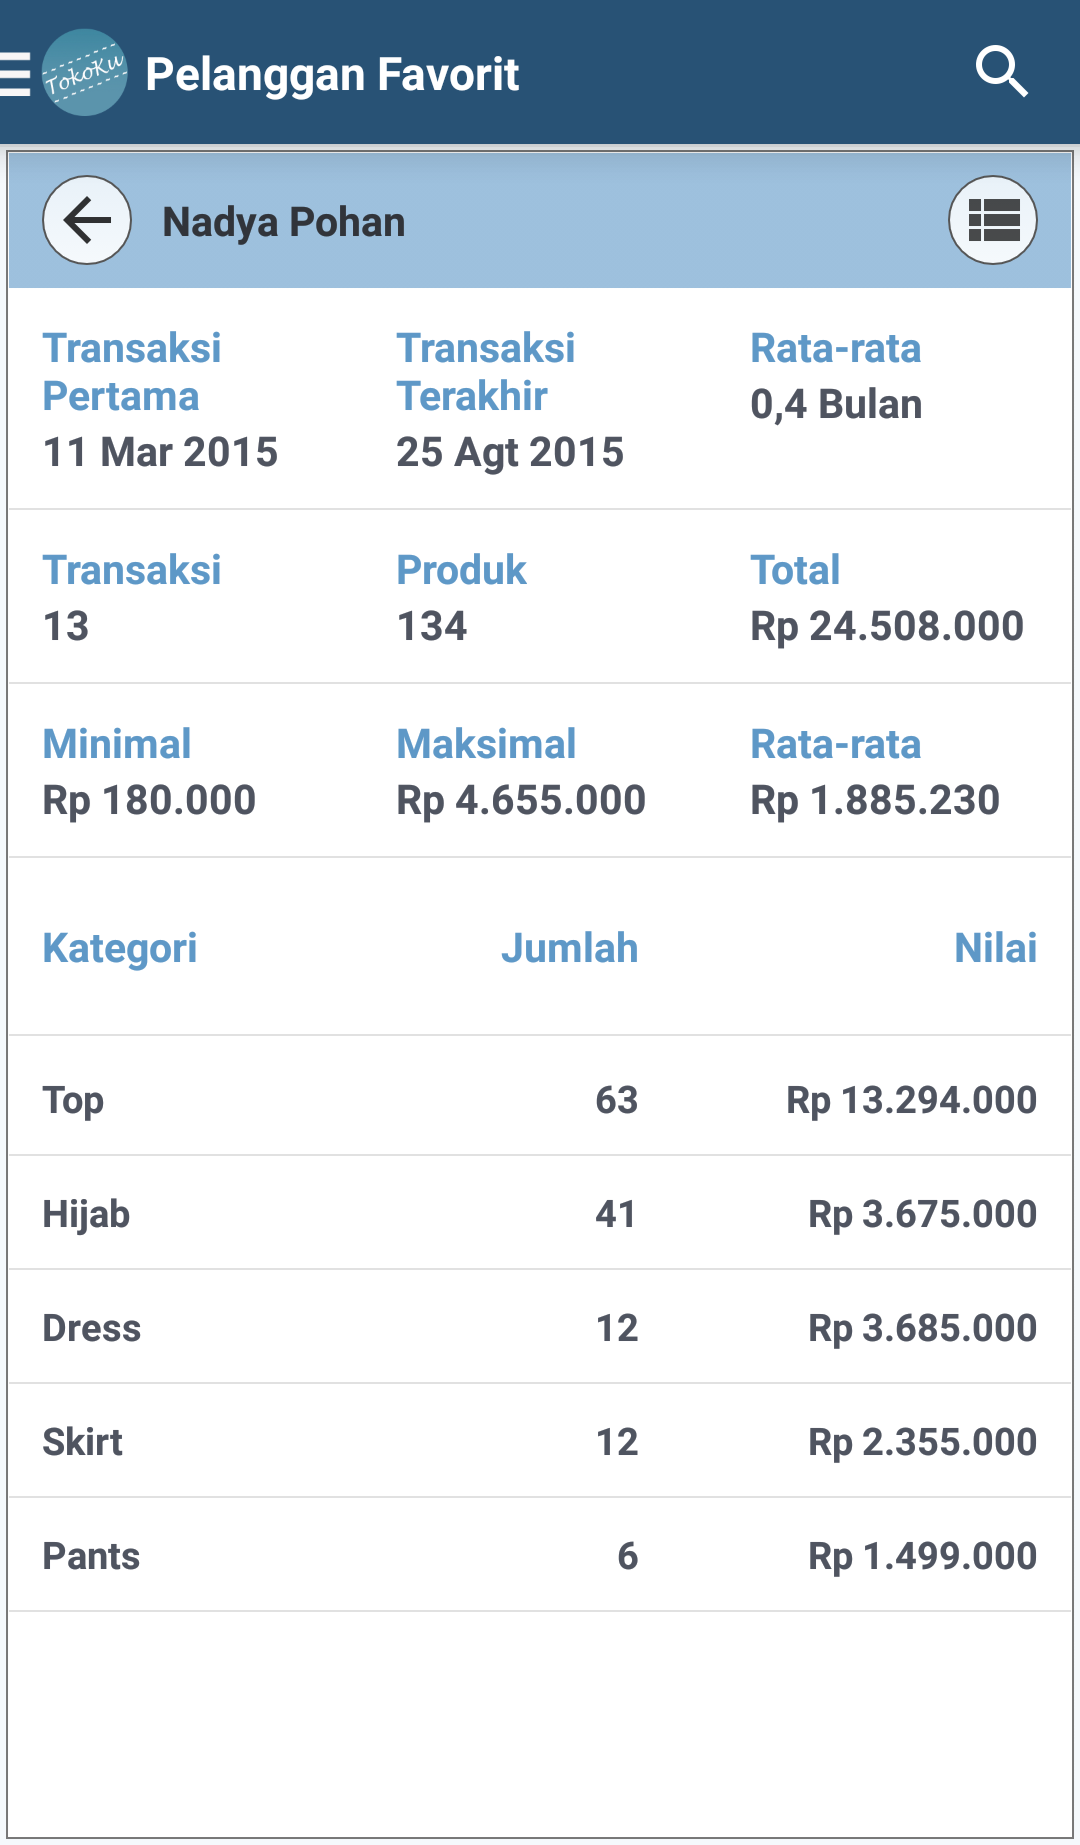 TokoKu
Pelanggan Favorit
Nadya Pohan
Transaksi Pertama
11 Mar 2015
Transaksi Terakhir
25 Agt 2015
Rata-rata
0,4 Bulan
Transaksi
13
Produk
134
Total
Rp 24.508.000
Minimal
Rp 180.000
Maksimal
Rp 4.655.000
Rata-rata
Rp 1.885.230
Kategori Jumlah Nilai
Top 63 Rp 13.294.000
Hijab 41 Rp 3.675.000
Dress 12 Rp 3.685.000
Skirt 12 Rp 2.355.000
Pants 6 Rp 1.499.000